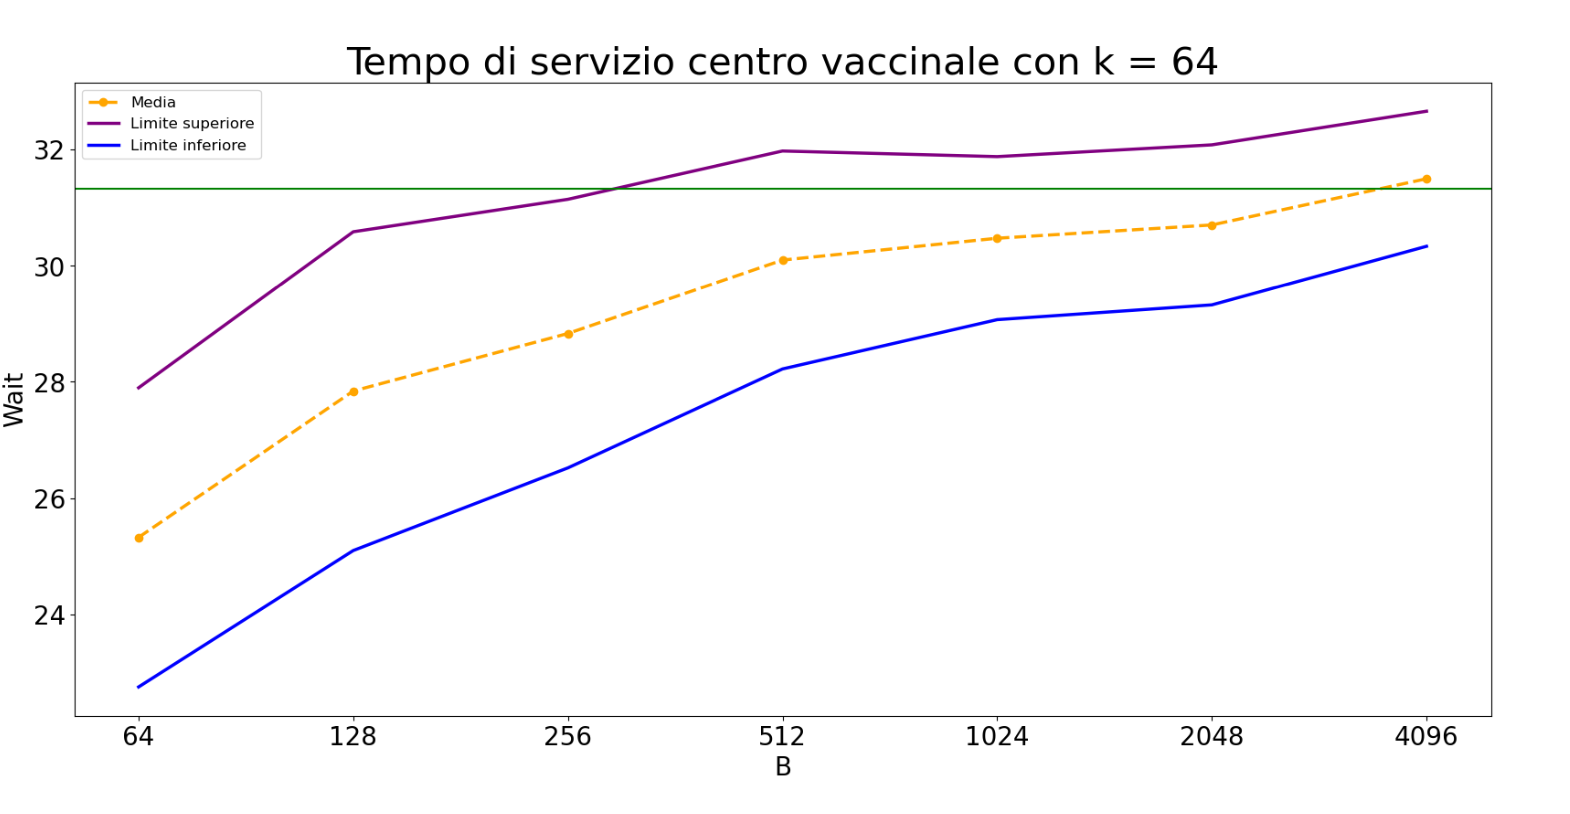 Tempo di servizio centro vaccinale con k = 64
Media
Limite superiore
Limite inferiore
32
30
28
26
24
Wait
64 128 256 512 1024 2048 4096
B